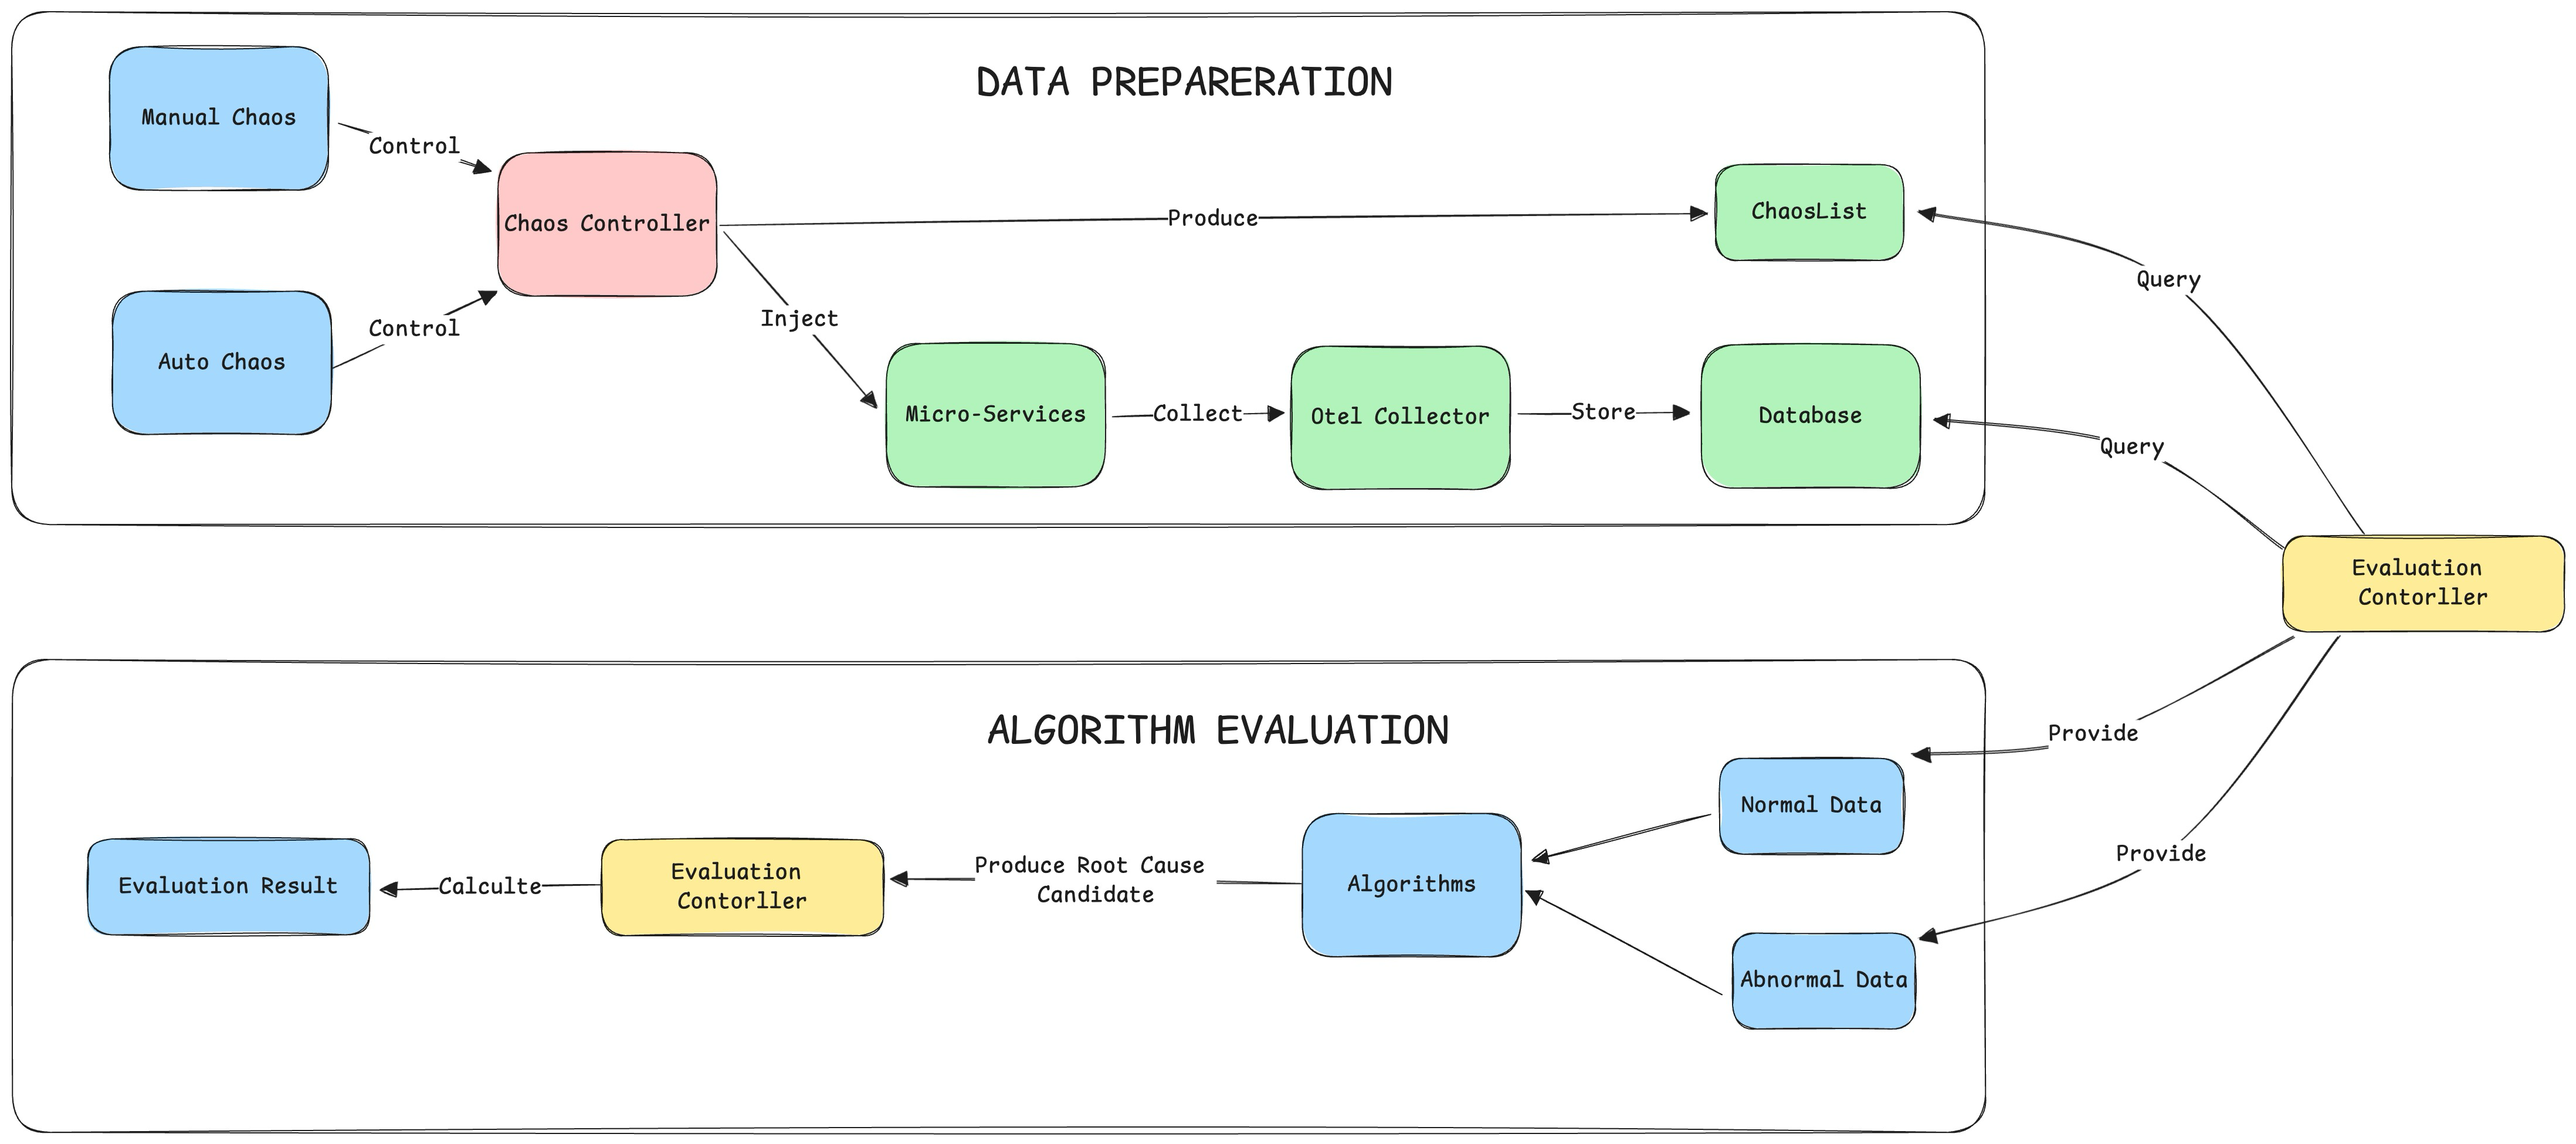 DATA PREPARERATION
Manual Chaos
Control
Chaos Controller
Auto Chaos
Control
Produce
ChaosList
Inject
Micro-Services
Collect
Otel Collector
Store
Database
Query
Query
Evaluation
Contorller
Provide
Provide
ALGORITHM EVALUATION
Normal Data
Abnormal Data
Algorithms
Produce Root Cause
Candidate
Evaluation
Contorller
Calculte
Evaluation Result